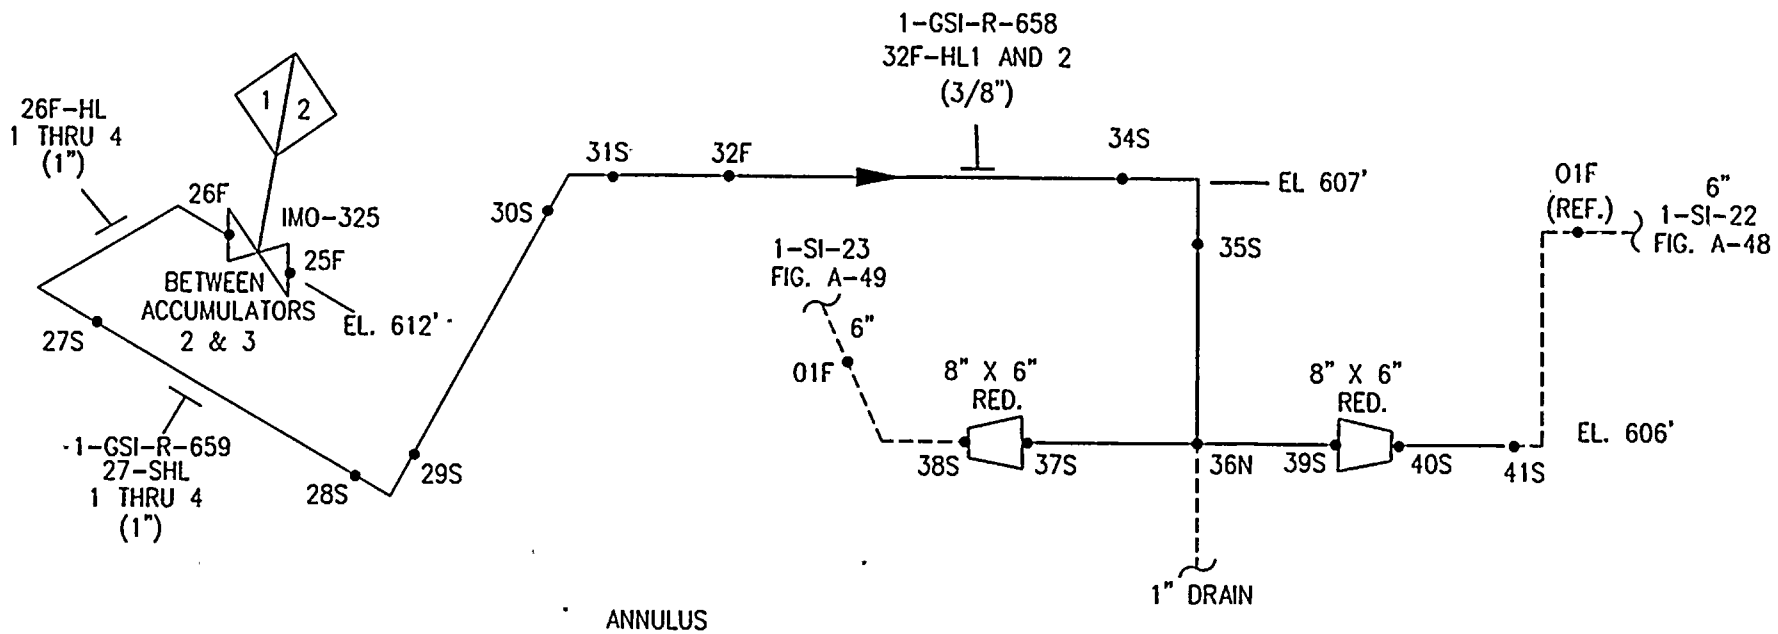 1-GSI-R-658
32F-HL1 AND 2
(3/8")
26F-HL
1 THRU 4
(1")
1
2
26F
IMO-325
25F
BETWEEN
ACCUMULATORS
2 & 3
EL. 612'
27S
1-GSI-R-659
27-SHL
1 THRU 4
(1")
28S
29S
30S
31S
32F
34S
EL 607'
35S
1-SI-23
FIG. A-49
6"
01F
8" X 6"
RED.
38S
37S
36N
8" X 6"
RED.
39S
40S
41S
01F
(REF.)
6"
1-SI-22
FIG. A-48
EL. 606'
1" DRAIN
ANNULUS